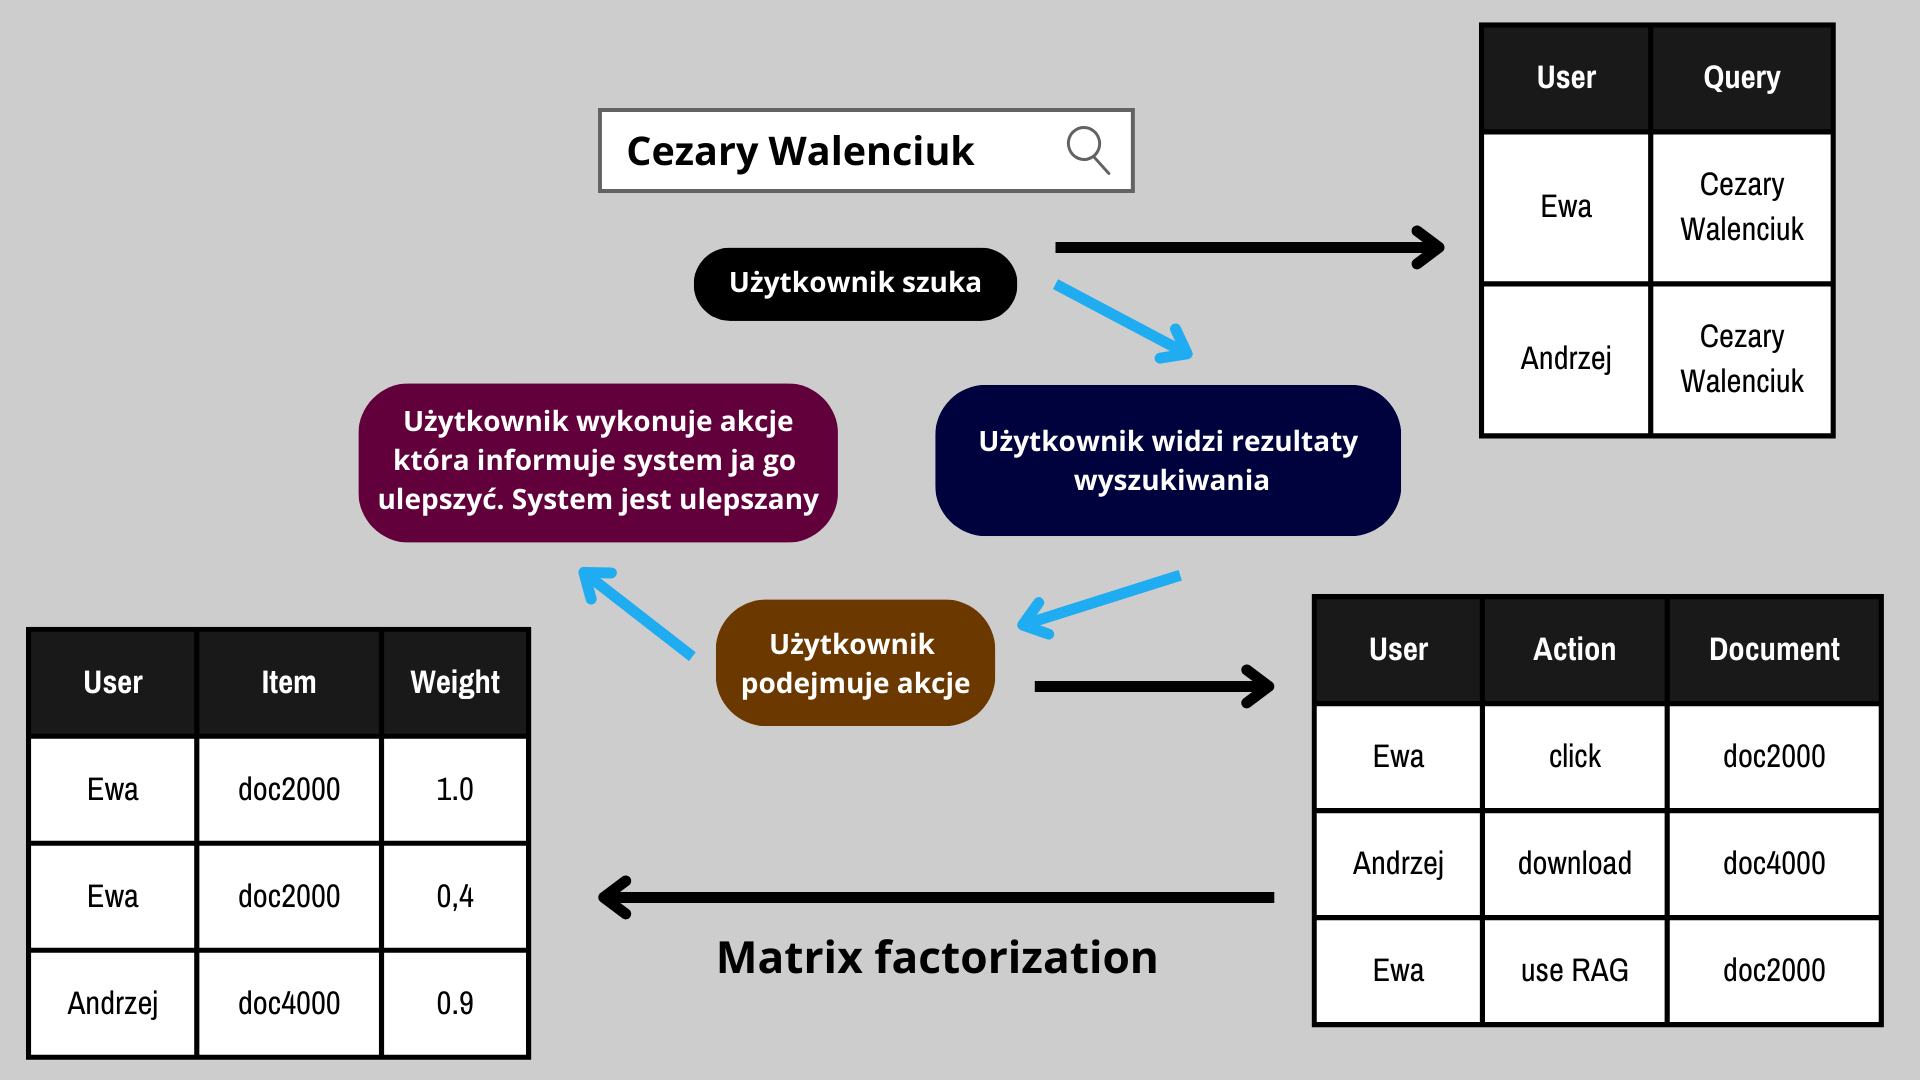 Cezary Walenciuk
Użytkownik szuka
User Query
Ewa Cezary
Walenciuk
Andrzej Cezary
Walenciuk
Użytkownik wykonuje akcje
która informuje system ja go
ulepszyć. System jest ulepszany
Użytkownik widzi rezultaty
wyszukiwania
Użytkownik
podejmuje akcje
User Action Document
Ewa click doc2000
Andrzej download doc4000
Ewa use RAG doc2000
Matrix factorization
User Item Weight
Ewa doc2000 1.0
Ewa doc2000 0,4
Andrzej doc4000 0.9